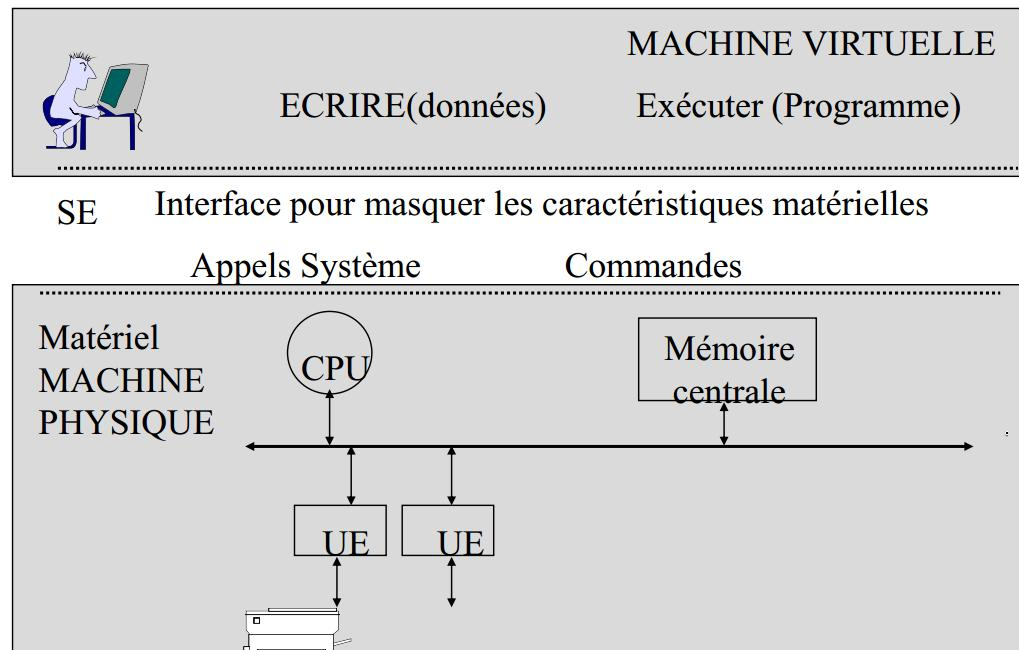 MACHINE VIRTUELLE
ECRIRE(données) Exécuter (Programme)
SE Interface pour masquer les caractéristiques matérielles
Appels Système Commandes
Matériel
MACHINE
PHYSIQUE
CPU
Mémoire
centrale
UE UE